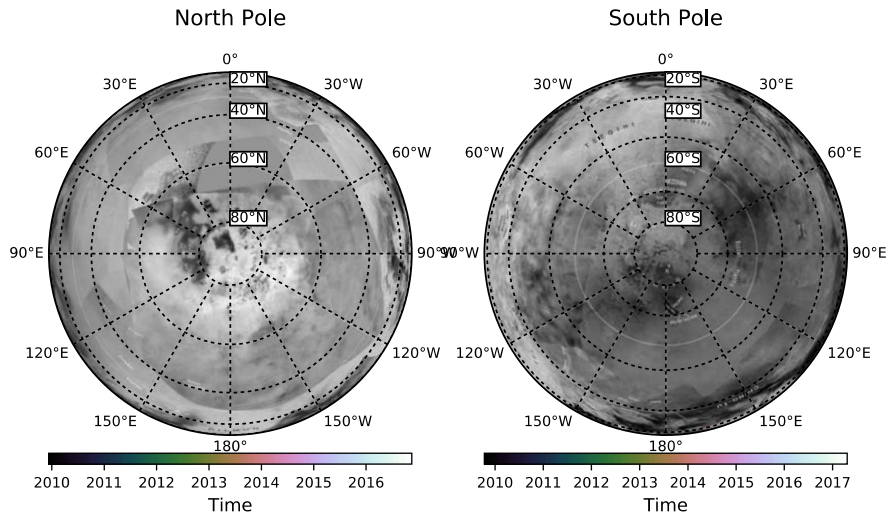 North Pole
South Pole
0°
0°
30°E
30°W
30°W
30°E
20°N
20°S
40°N
40°S
60°E
60°W
60°W
60°E
60°N
60°S
80°N
80°S
90°E
90°W
90°W
90°E
120°E
120°W
120°W
120°E
150°E
150°W
150°W
150°E
180°
180°
2010 2011 2012 2013 2014 2015 2016
2010 2011 2012 2013 2014 2015 2016 2017
Time
Time